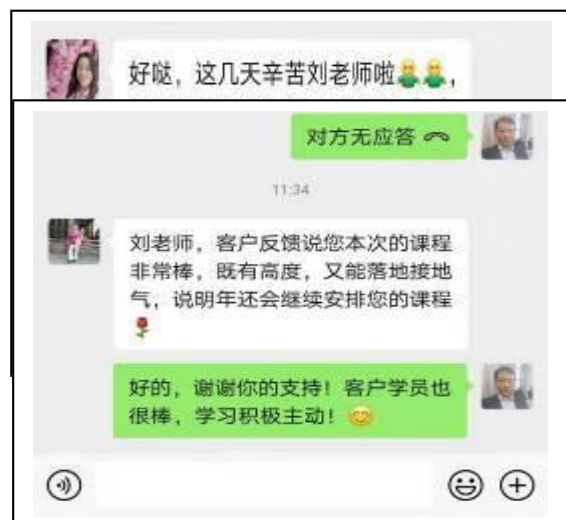 好哒，这几天辛苦刘老师啦，
对方无应答
11:34
刘老师，客户反馈说您本次的课程
非常棒，既有高度，又能落地接地
气，说明年还会继续安排您的课程
好的，谢谢你的支持！客户学员也
很棒，学习积极主动！